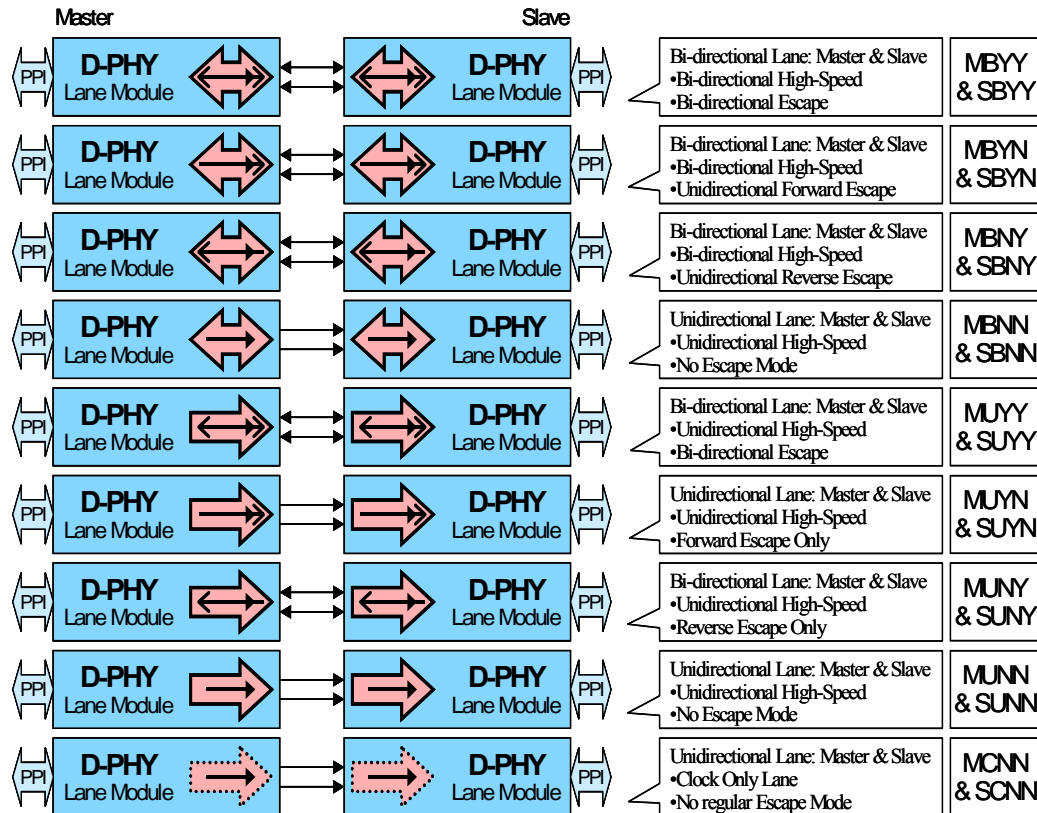 Master
Slave
PPI
D-PHY
Lane Module
D-PHY
Lane Module
PPI
Bi-directional Lane: Master & Slave
•Bi-directional High-Speed
•Bi-directional Escape
MBYY
& SBYY
PPI
D-PHY
Lane Module
D-PHY
Lane Module
PPI
Bi-directional Lane: Master & Slave
•Bi-directional High-Speed
•Unidirectional Forward Escape
MBYN
& SBYN
PPI
D-PHY
Lane Module
D-PHY
Lane Module
PPI
Bi-directional Lane: Master & Slave
•Bi-directional High-Speed
•Unidirectional Reverse Escape
MBNY
& SBNY
PPI
D-PHY
Lane Module
D-PHY
Lane Module
PPI
Unidirectional Lane: Master & Slave
•Unidirectional High-Speed
•No Escape Mode
MBNN
& SBNN
PPI
D-PHY
Lane Module
D-PHY
Lane Module
PPI
Bi-directional Lane: Master & Slave
•Unidirectional High-Speed
•Bi-directional Escape
MUYY
& SUYY
PPI
D-PHY
Lane Module
D-PHY
Lane Module
PPI
Unidirectional Lane: Master & Slave
•Unidirectional High-Speed
•Forward Escape Only
MUYN
& SUYN
PPI
D-PHY
Lane Module
D-PHY
Lane Module
PPI
Bi-directional Lane: Master & Slave
•Unidirectional High-Speed
•Reverse Escape Only
MUNY
& SUNY
PPI
D-PHY
Lane Module
D-PHY
Lane Module
PPI
Unidirectional Lane: Master & Slave
•Unidirectional High-Speed
•No Escape Mode
MUNN
& SUNN
PPI
D-PHY
Lane Module
D-PHY
Lane Module
PPI
Unidirectional Lane: Master & Slave
•Clock Only Lane
•No regular Escape Mode
MCNN
& SCNN